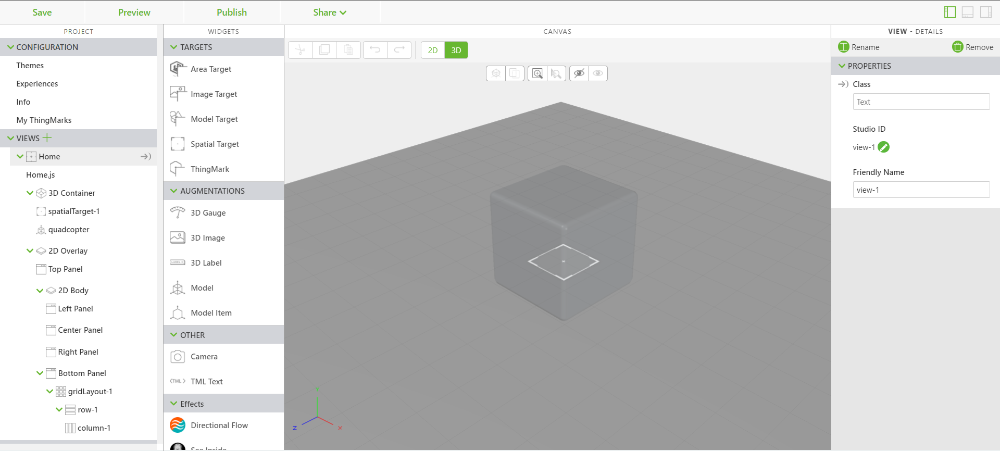 Save Preview Publish Share
PROJECT
CONFIGURATION
Themes
Experiences
Info
My ThingMarks
VIEWS
Home
Home.js
3D Container
spatialTarget-1
quadcopter
2D Overlay
Top Panel
2D Body
Left Panel
Center Panel
Right Panel
Bottom Panel
gridLayout-1
row-1
column-1
WIDGETS
TARGETS
Area Target
Image Target
Model Target
Spatial Target
ThingMark
AUGMENTATIONS
3D Gauge
3D Image
LABEL
3D Label
Model
Model Item
OTHER
Camera
<TML> TML Text
Effects
Directional Flow
See Inside
CANVAS
2D 3D
Y
Z
X
VIEW - DETAILS
Rename Remove
PROPERTIES
Class
Text
Studio ID
view-1
Friendly Name
view-1